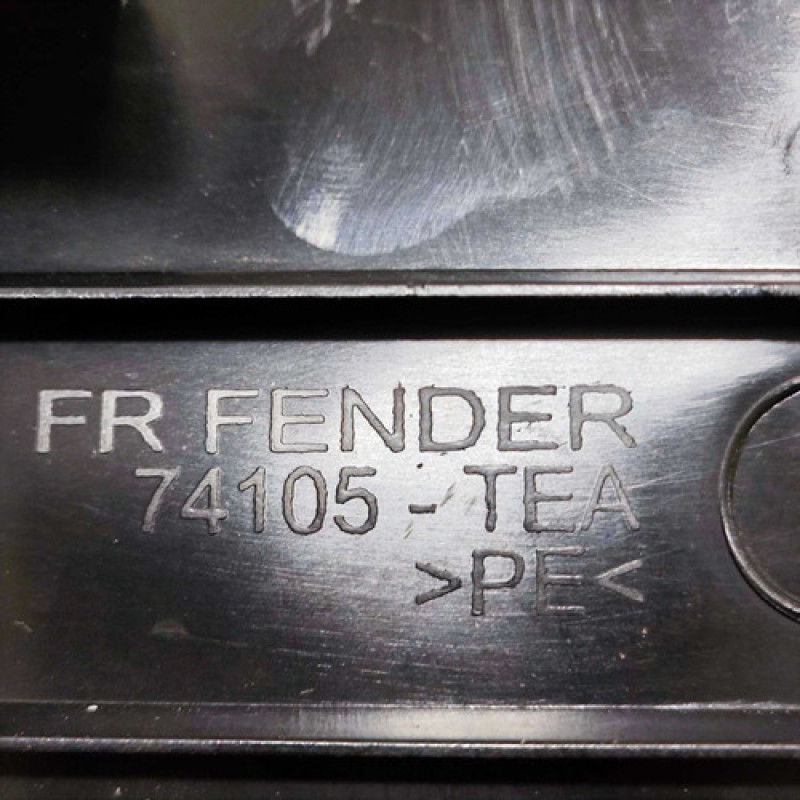 FR FENDER
74105-TEA
>PE<